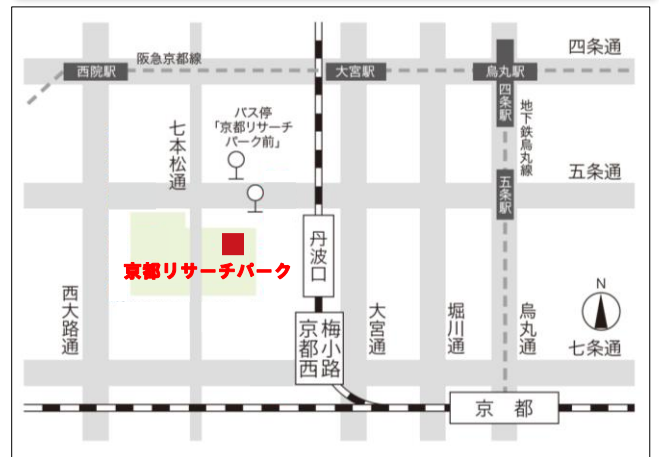 四条通
阪急京都線
西院駅
大宮駅
烏丸駅
四条駅
地下鉄烏丸線
バス停
「京都リサーチ
パーク前」
七本松通
五条通
五条駅
丹波口
京都リサーチパーク
N
西大路通
梅小路
京都西
大宮通
堀川通
烏丸通
七条通
京都